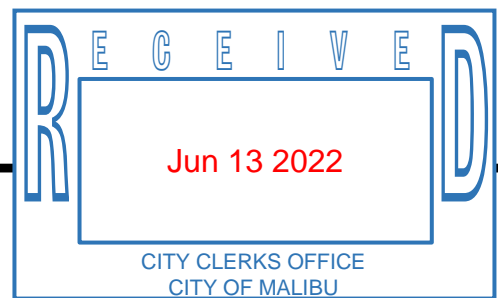 RECEIVED
Jun 13 2022
CITY CLERKS OFFICE
CITY OF MALIBU